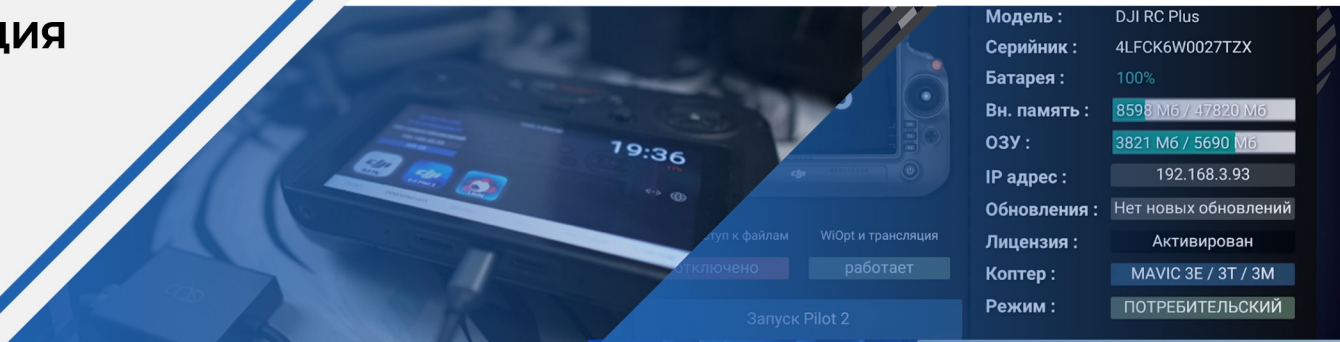 ция
19:36
dji
туп к файлам
WiOpt и трансляция
отключено
работает
Запуск Pilot 2
Модель : DJI RC Plus
Серийник : 4LFCK6W0027TZX
Батарея : 100%
Вн. память : 8598 Мб / 47820 Мб
ОЗУ : 3821 Мб / 5690 Мб
IP адрес : 192.168.3.93
Обновления : Нет новых обновлений
Лицензия : Активирован
Коптер : MAVIC 3E / 3T / 3M
Режим : ПОТРЕБИТЕЛЬСКИЙ